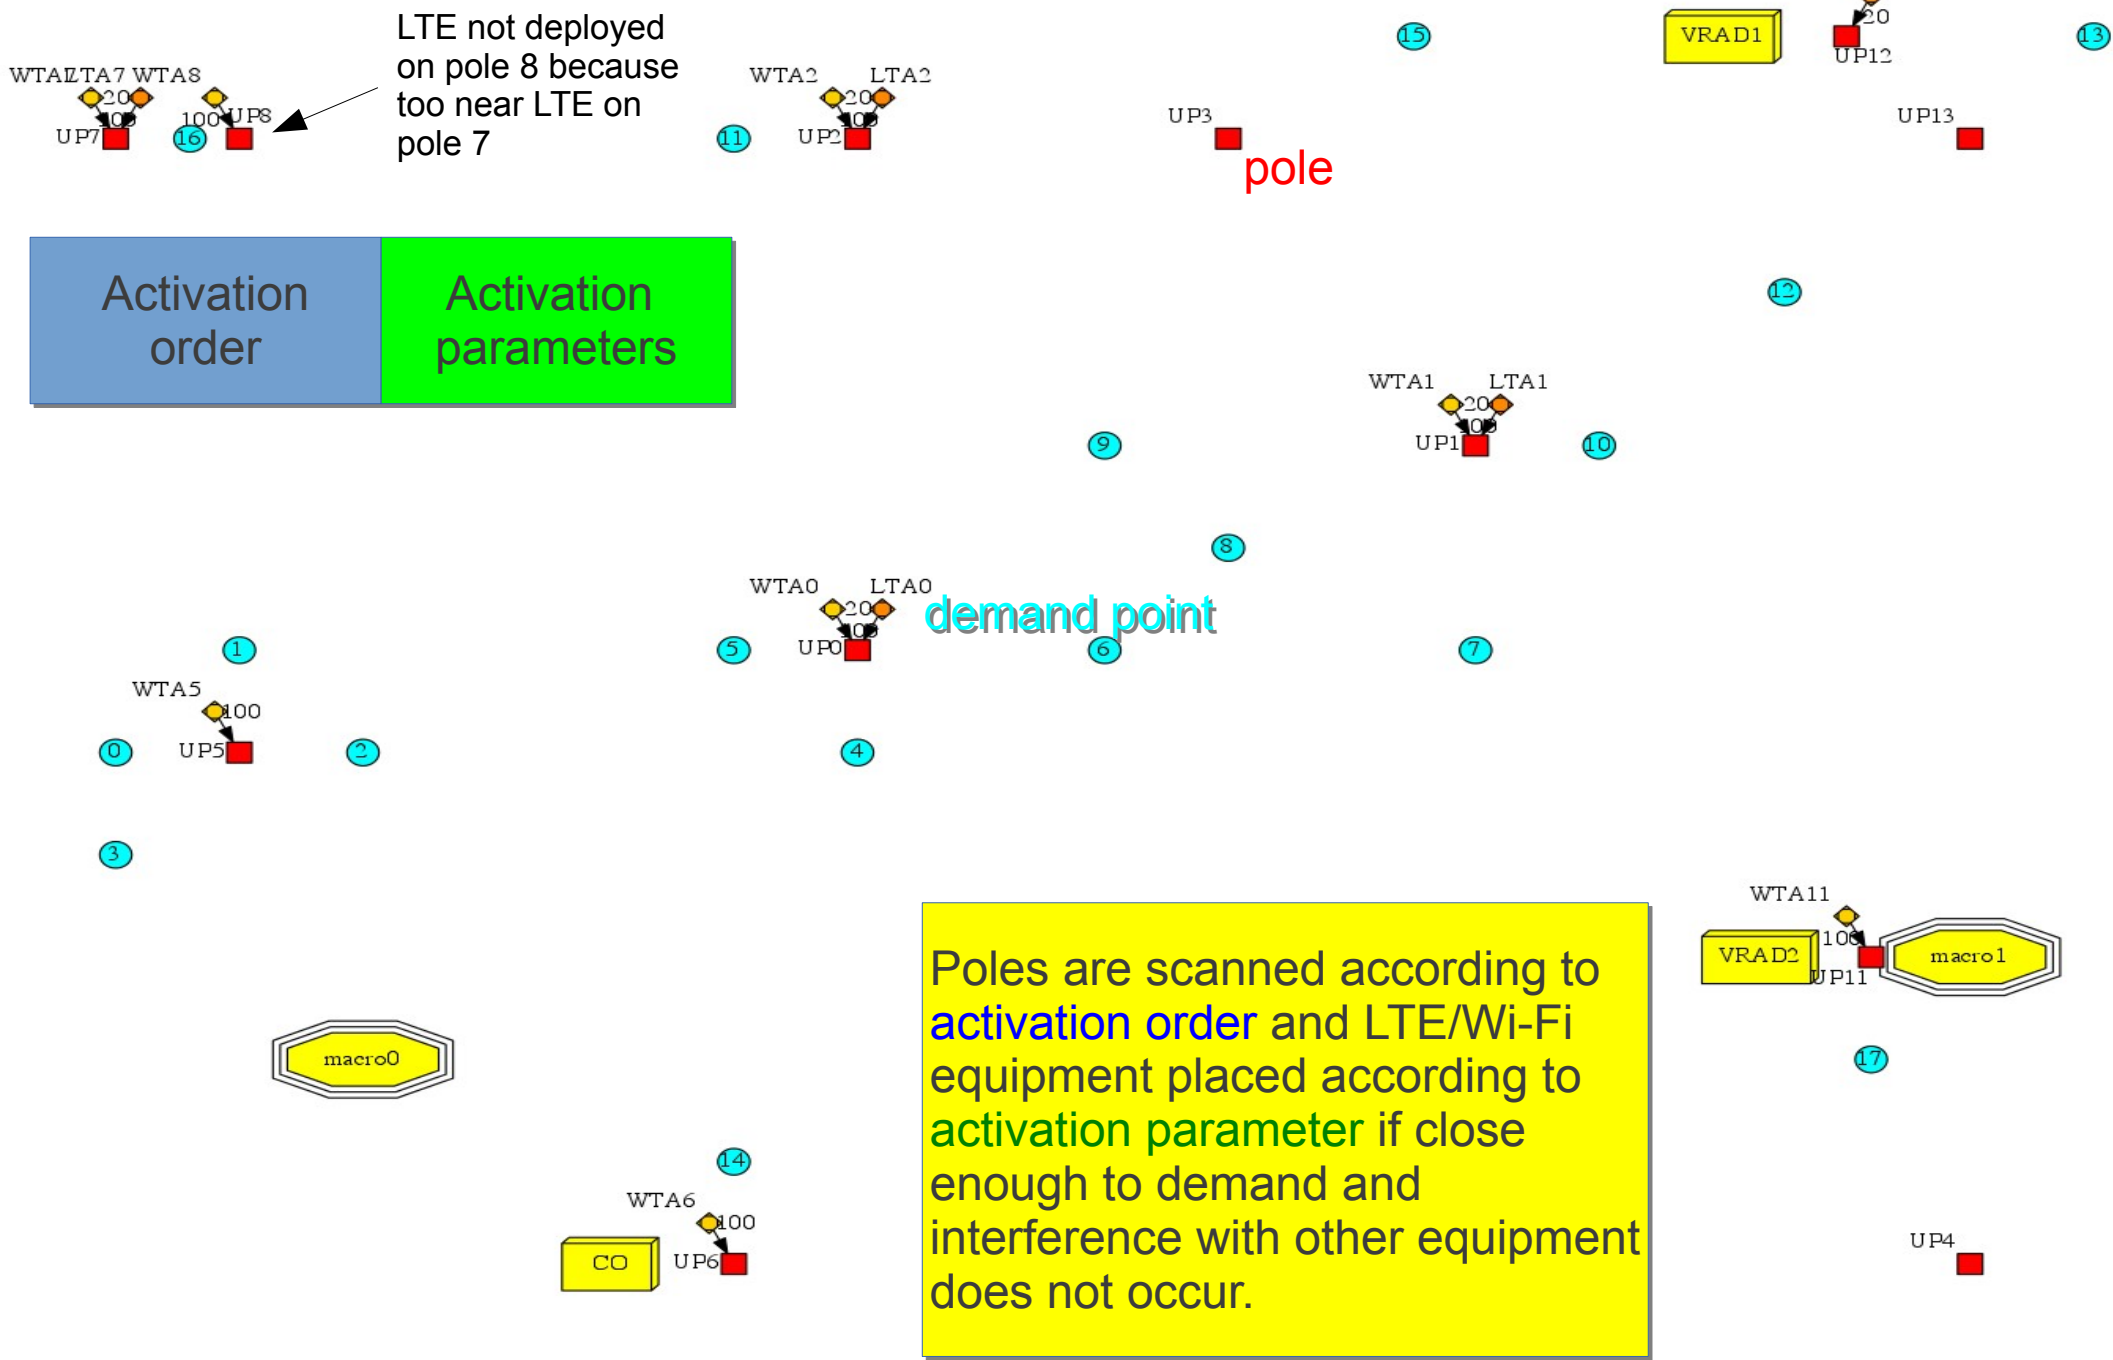 LTE not deployed
on pole 8 because
too near LTE on
pole 7
15
VRAD1
20
UP12
13
LTA7 WTA8
20
100
UP7
16
100
UP8
WTA2 LTA2
20
100
11
UP2
UP3
pole
UP13
Activation
order
Activation
parameters
12
WTA1 LTA1
20
100
UP1
10
9
8
WTA0 LTA0
20
100
demand point
1
5
UP0
6
7
WTA5
100
0
UP5
2
4
3
WTA11
100
VRAD2
UP11
macro1
Poles are scanned according to
activation order and LTE/Wi-Fi
equipment placed according to
activation parameter if close
enough to demand and
interference with other equipment
does not occur.
macro0
17
14
WTA6
100
CO
UP6
UP4